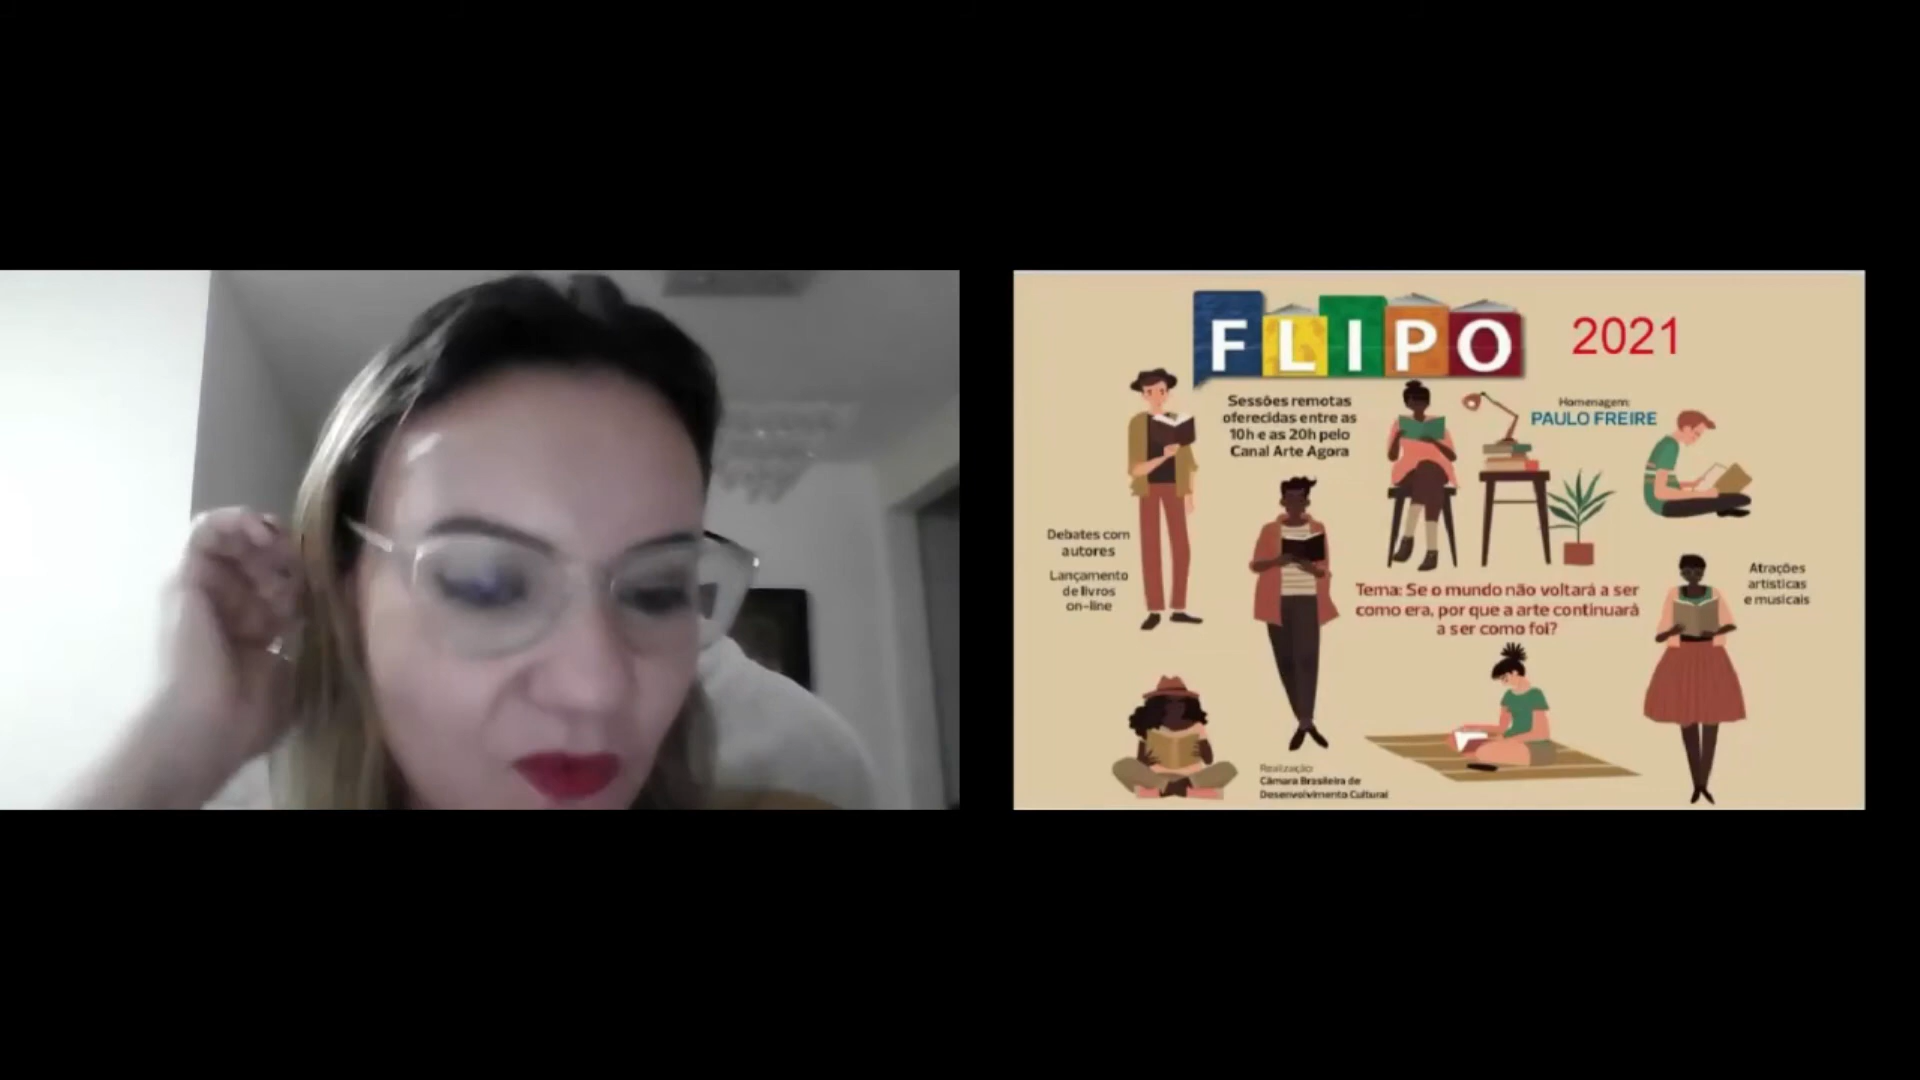 FLIPO
2021
Sessões remotas
oferecidas entre as
10h e as 20h pelo
Canal Arte Agora
Homenagem:
PAULO FREIRE
Debates com
autores
Lançamento
de livros
on-line
Tema: Se o mundo não voltará a ser
como era, por que a arte continuará
a ser como foi?
Atrações
artísticas
e musicais
Realização:
Câmara Brasileira de
Desenvolvimento Cultural